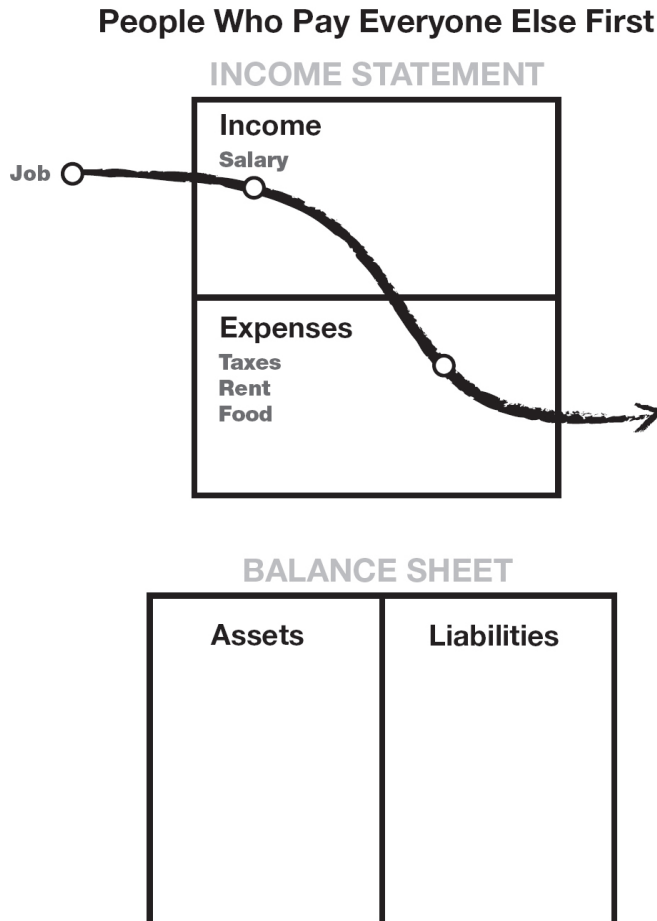 People Who Pay Everyone Else First
INCOME STATEMENT
Income
Salary
Job
Expenses
Taxes
Rent
Food
BALANCE SHEET
Assets
Liabilities